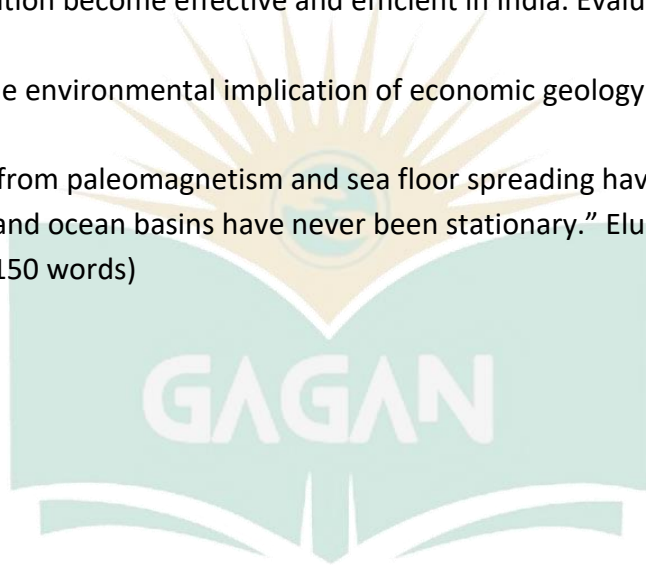 ation become effective and efficient in India. Evalu
e environmental implication of economic geology
from paleomagnetism and sea floor spreading hav
and ocean basins have never been stationary.” Elu
150 words)
GAGAN